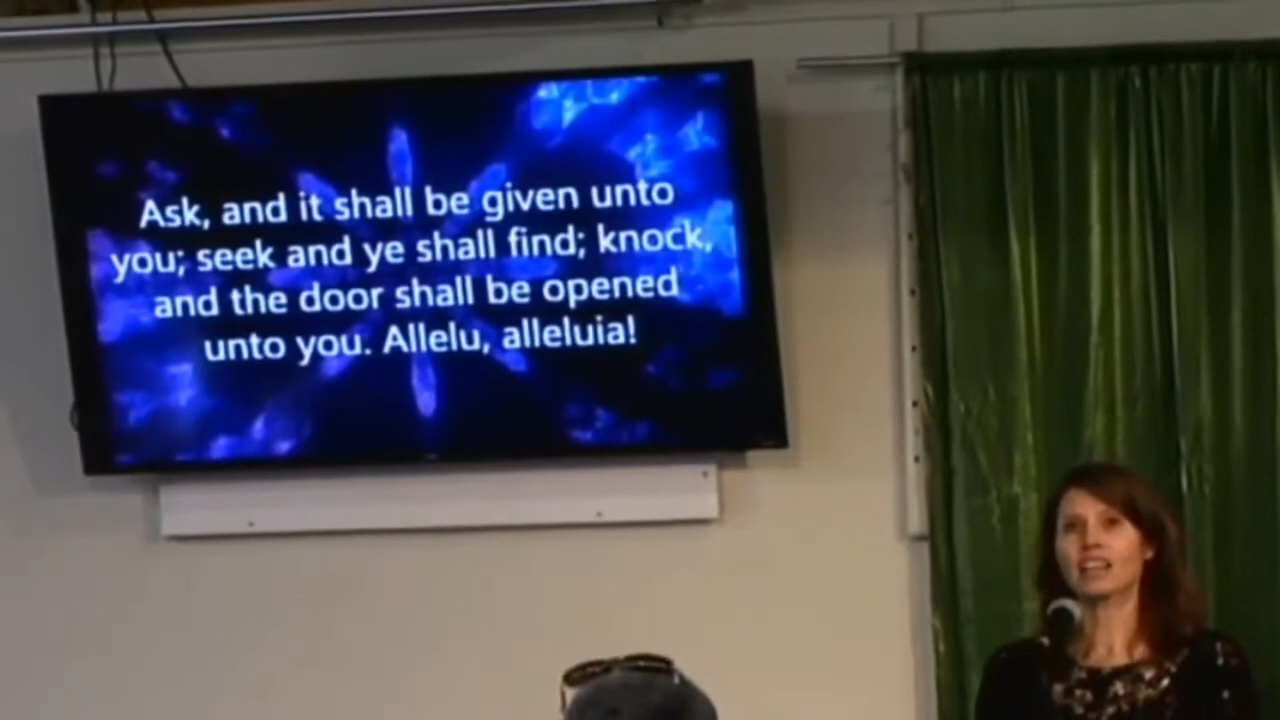 Ask, and it shall be given unto
you; seek and ye shall find; knock,
and the door shall be opened
unto you. Allelu, alleluia!